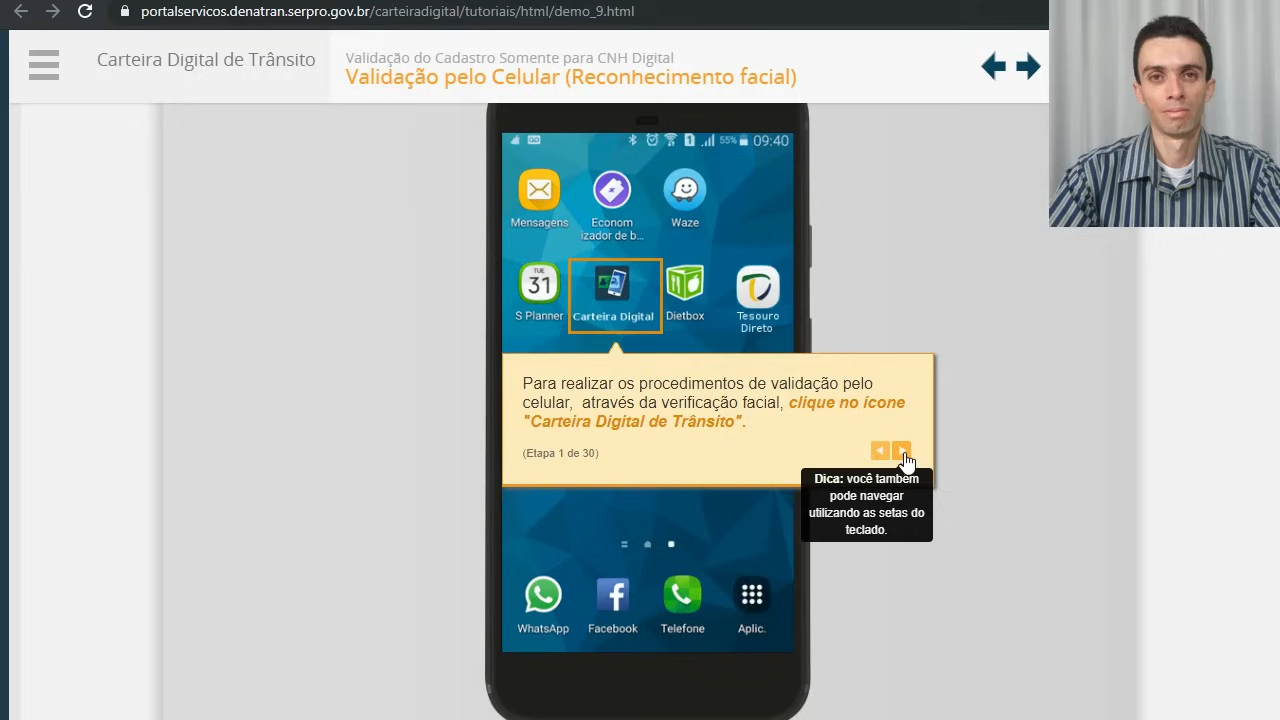 portalservicos.denatran.serpro.gov.br/carteiradigital/tutoriais/html/demo_9.html
Carteira Digital de Trânsito
Validação do Cadastro Somente para CNH Digital
Validação pelo Celular (Reconhecimento facial)
1 55% 09:40
Mensagens
Econom
izador de b...
Waze
TUE
31
S Planner
Carteira Digital
Dietbox
Tesouro
Direto
Para realizar os procedimentos de validação pelo
celular, através da verificação facial, clique no ícone
"Carteira Digital de Trânsito".
(Etapa 1 de 30)
Dica: você também
pode navegar
utilizando as setas do
teclado.
WhatsApp
Facebook
Telefone
Aplic.